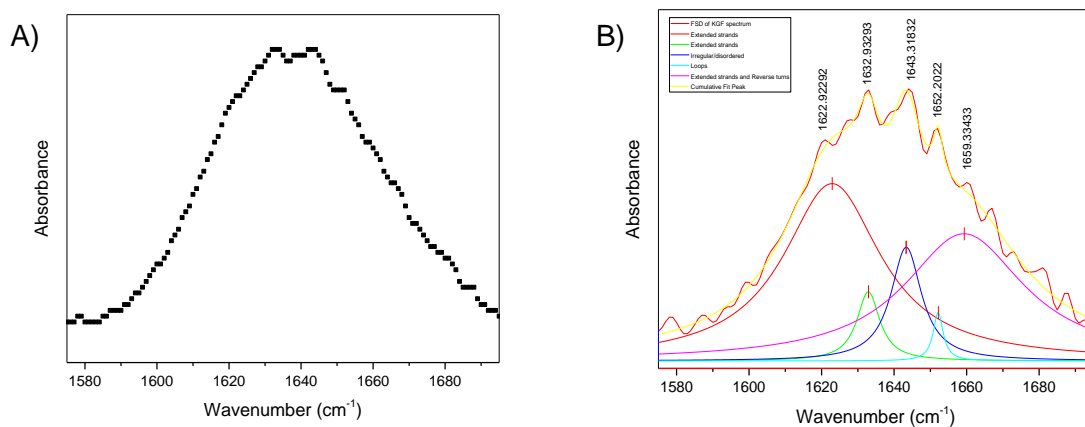 A)
Absorbance
1580 1600 1620 1640 1660 1680
Wavenumber (cm⁻¹)
B)
FSD of KGF spectrum
Extended strands
Extended strands
Irregular/disordered
Loops
Extended strands and Reverse turns
Cumulative Fit Peak
1622.92292
1632.93293
1643.31832
1652.2022
1659.33433
Absorbance
1580 1600 1620 1640 1660 1680
Wavenumber (cm⁻¹)